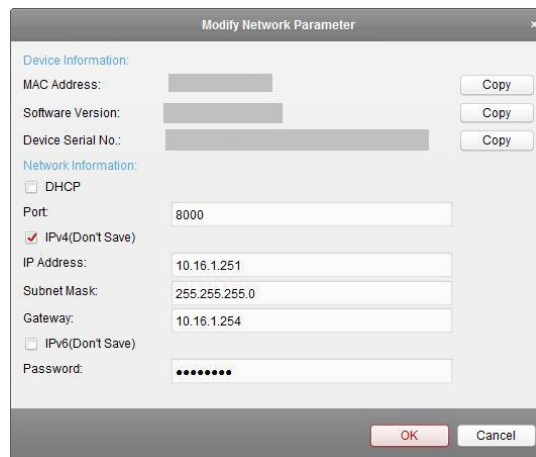 Modify Network Parameter ×
Device Information:
MAC Address: Copy
Software Version: Copy
Device Serial No.: Copy
Network Information:
DHCP
Port: 8000
IPv4(Don't Save)
IP Address: 10.16.1.251
Subnet Mask: 255.255.255.0
Gateway: 10.16.1.254
IPv6(Don't Save)
Password: ••••••••
OK Cancel